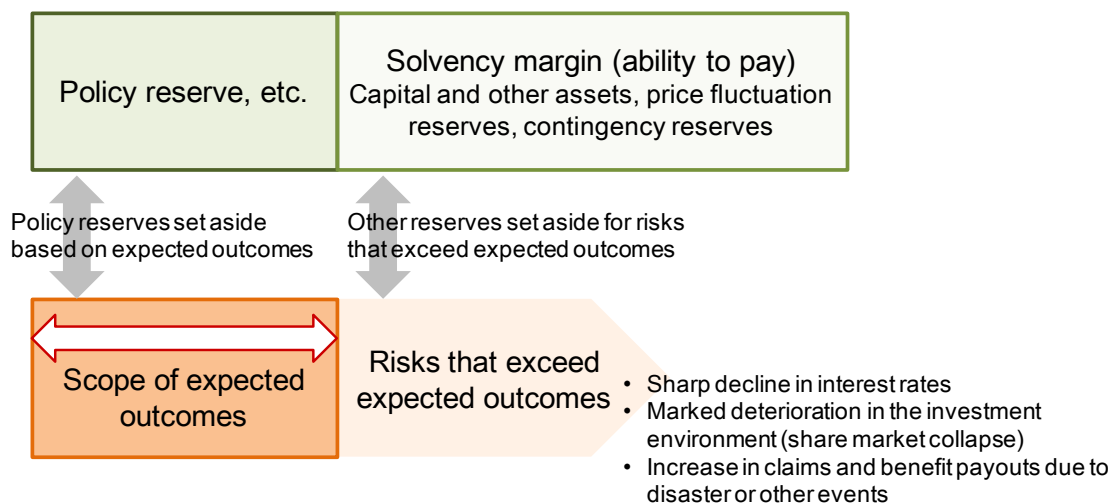 Policy reserve, etc.
Solvency margin (ability to pay)
Capital and other assets, price fluctuation
reserves, contingency reserves
Policy reserves set aside
based on expected outcomes
Other reserves set aside for risks
that exceed expected outcomes
Scope of expected
outcomes
Risks that exceed
expected outcomes
• Sharp decline in interest rates
• Marked deterioration in the investment
environment (share market collapse)
• Increase in claims and benefit payouts due to
disaster or other events